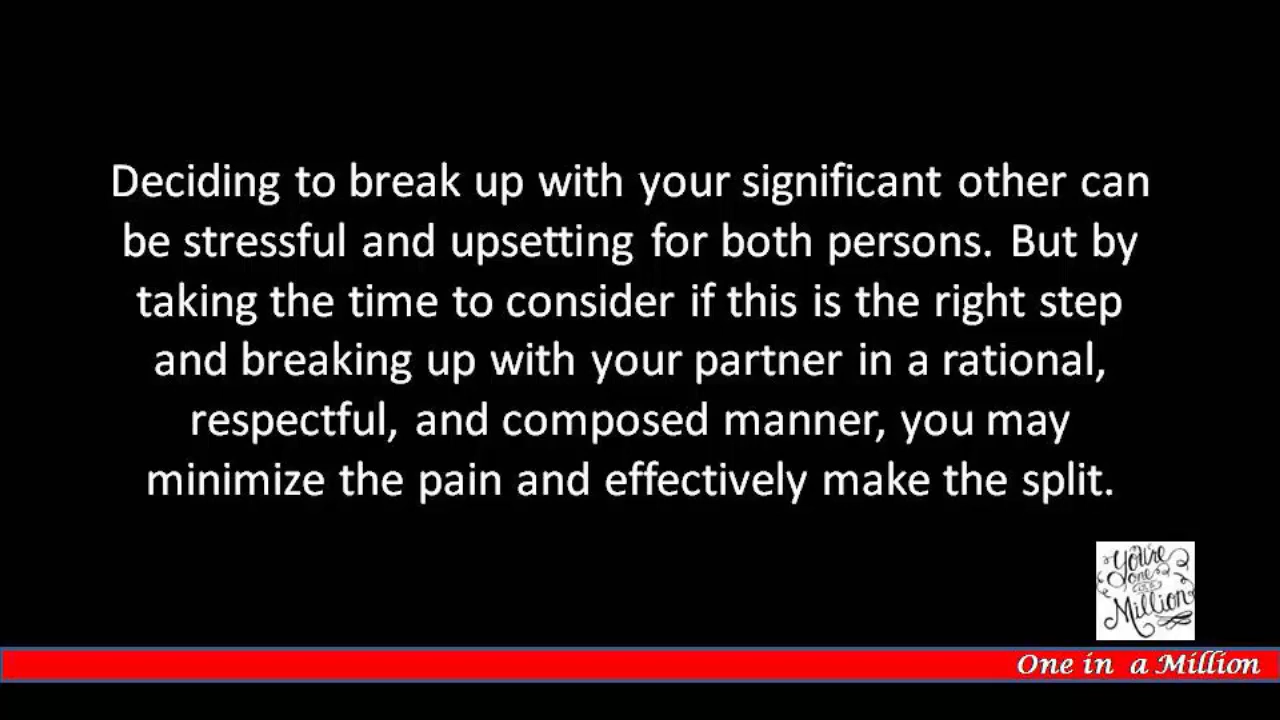 Deciding to break up with your significant other can
be stressful and upsetting for both persons. But by
taking the time to consider if this is the right step
and breaking up with your partner in a rational,
respectful, and composed manner, you may
minimize the pain and effectively make the split.
You're
one
in a
Million
One in a Million